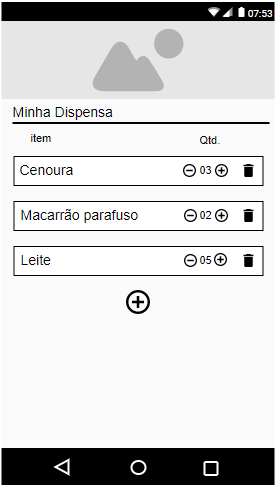 07:53
Minha Dispensa
item Qtd.
Cenoura 03
Macarrão parafuso 02
Leite 05